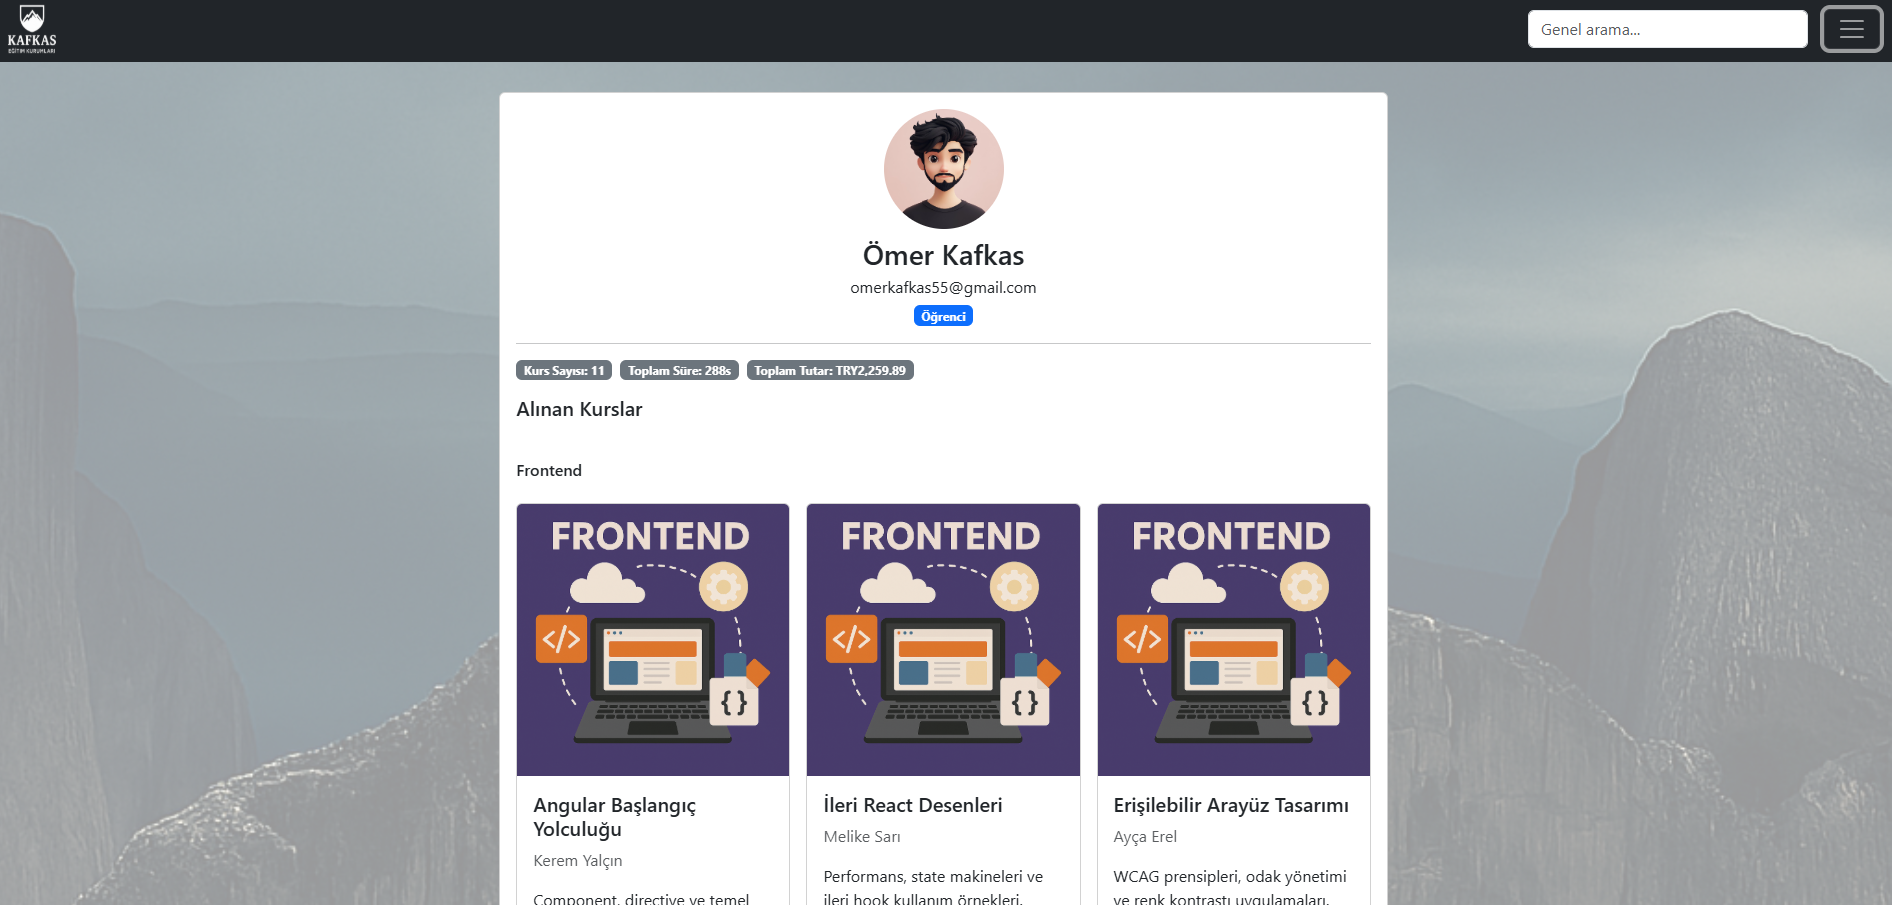 KAFKAS
EĞİTİM KURUMLARI
Genel arama...
Ömer Kafkas
omerkafkas55@gmail.com
Öğrenci
Kurs Sayısı: 11
Toplam Süre: 288s
Toplam Tutar: TRY2,259.89
Alınan Kurslar
Frontend
FRONTEND
</>
{}
Angular Başlangıç
Yolculuğu
Kerem Yalçın
Component, directive ve temel
FRONTEND
</>
{}
İleri React Desenleri
Melike Sarı
Performans, state makineleri ve
ileri hook kullanım örnekleri.
FRONTEND
</>
{}
Erişilebilir Arayüz Tasarımı
Ayça Erel
WCAG prensipleri, odak yönetimi
ve renk kontrastı uygulamaları.